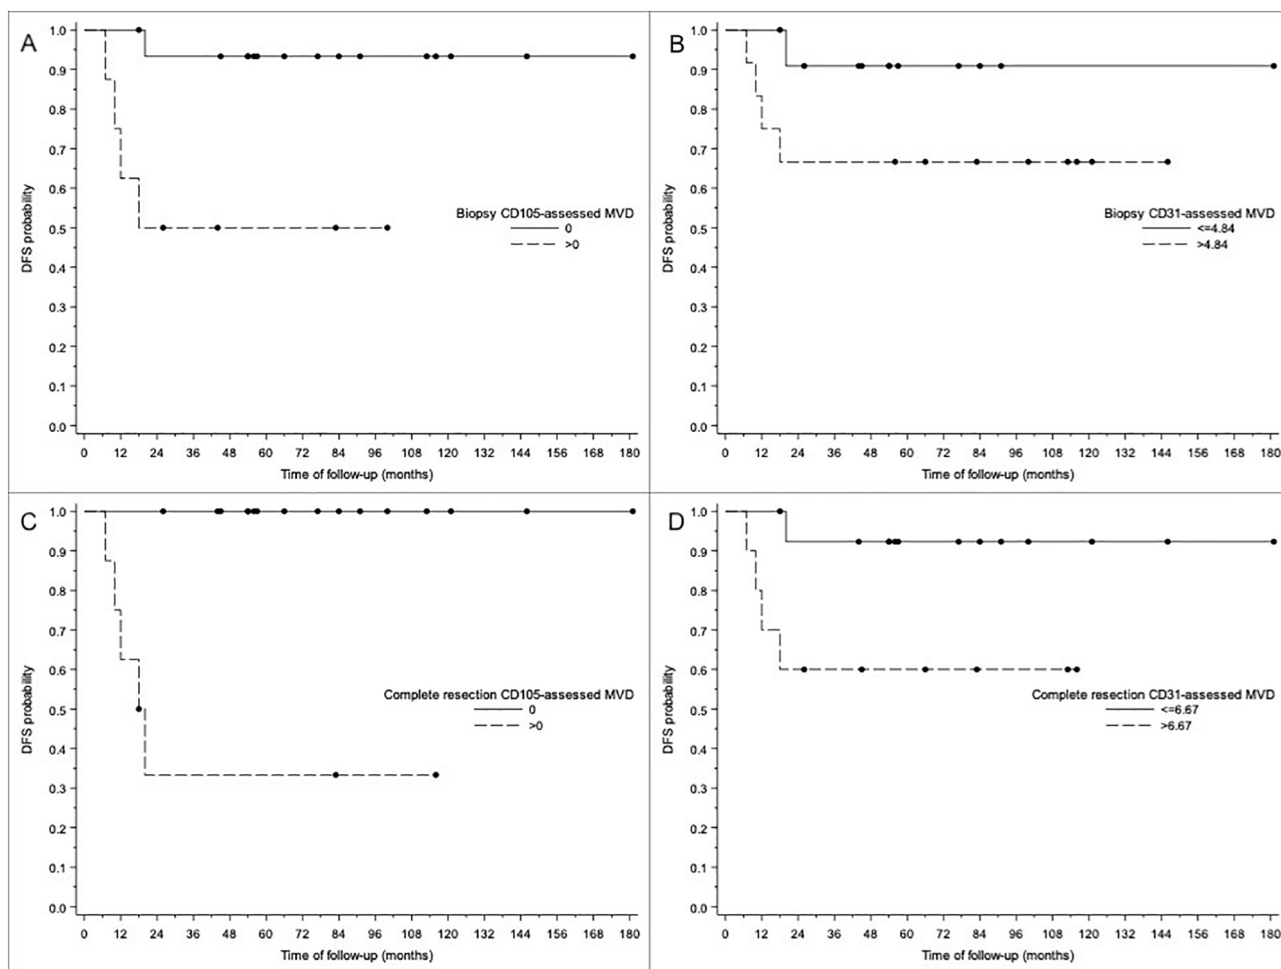 A
1.0
0.9
0.8
0.7
0.6
0.5
0.4
0.3
0.2
0.1
0.0
DFS probability
Biopsy CD105-assessed MVD
0
>0
0 12 24 36 48 60 72 84 96 108 120 132 144 156 168 180
Time of follow-up (months)
B
1.0
0.9
0.8
0.7
0.6
0.5
0.4
0.3
0.2
0.1
0.0
DFS probability
Biopsy CD31-assessed MVD
<=4.84
>4.84
0 12 24 36 48 60 72 84 96 108 120 132 144 156 168 180
Time of follow-up (months)
C
1.0
0.9
0.8
0.7
0.6
0.5
0.4
0.3
0.2
0.1
0.0
DFS probability
Complete resection CD105-assessed MVD
0
>0
0 12 24 36 48 60 72 84 96 108 120 132 144 156 168 180
Time of follow-up (months)
D
1.0
0.9
0.8
0.7
0.6
0.5
0.4
0.3
0.2
0.1
0.0
DFS probability
Complete resection CD31-assessed MVD
<=6.67
>6.67
0 12 24 36 48 60 72 84 96 108 120 132 144 156 168 180
Time of follow-up (months)